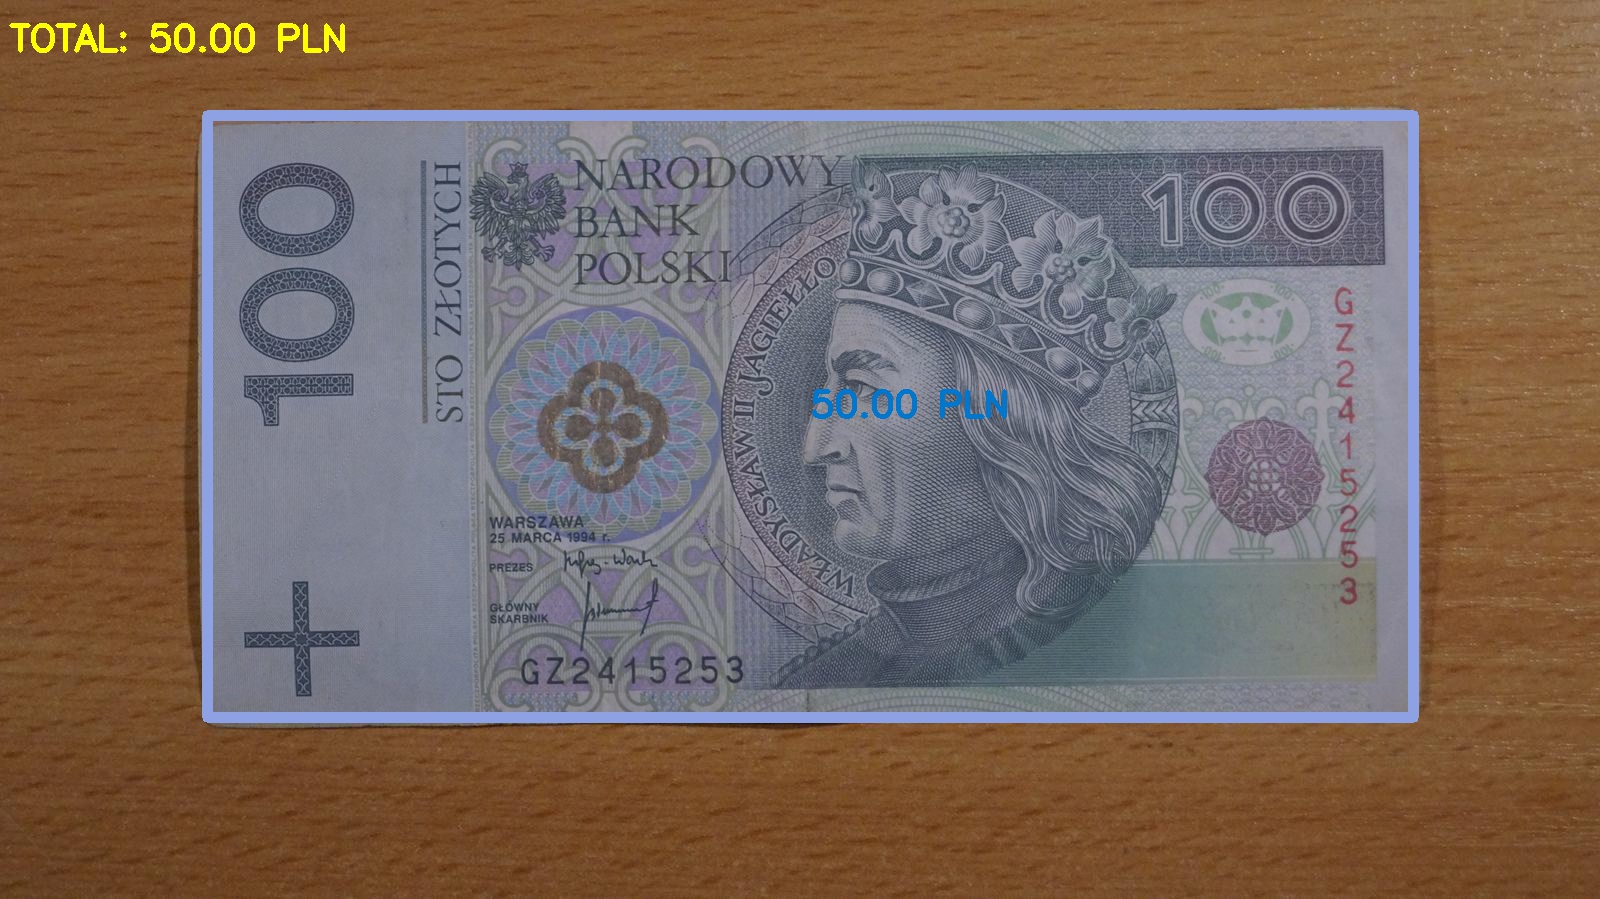 TOTAL: 50.00 PLN
100
STO ZŁOTYCH
NARODOWY
BANK
POLSKI
100
WŁADYSŁAW II JAGIEŁŁO
50.00 PLN
GZ2415253
WARSZAWA
25 MARCA 1994 r.
PREZES
GŁÓWNY
SKARBNIK
GZ2415253